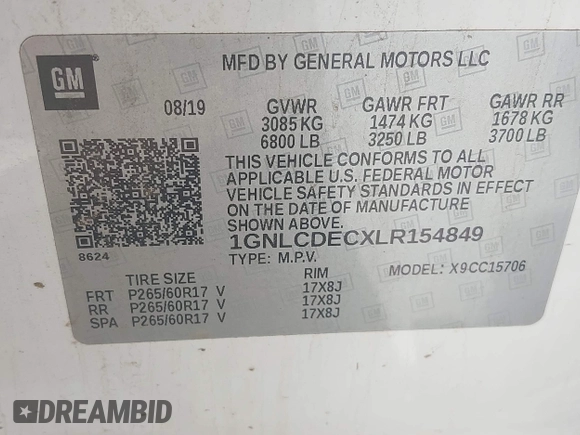 GM
MFD BY GENERAL MOTORS LLC
08/19 GVWR GAWR FRT GAWR RR
3085 KG 1474 KG 1678 KG
6800 LB 3250 LB 3700 LB
THIS VEHICLE CONFORMS TO ALL
APPLICABLE U.S. FEDERAL MOTOR
VEHICLE SAFETY STANDARDS IN EFFECT
ON THE DATE OF MANUFACTURE
SHOWN ABOVE.
8624
1GNLCDECXLR154849
TYPE: M.P.V. MODEL: X9CC15706
TIRE SIZE RIM
FRT P265/60R17 V 17X8J
RR P265/60R17 V 17X8J
SPA P265/60R17 V 17X8J
DREAMBID